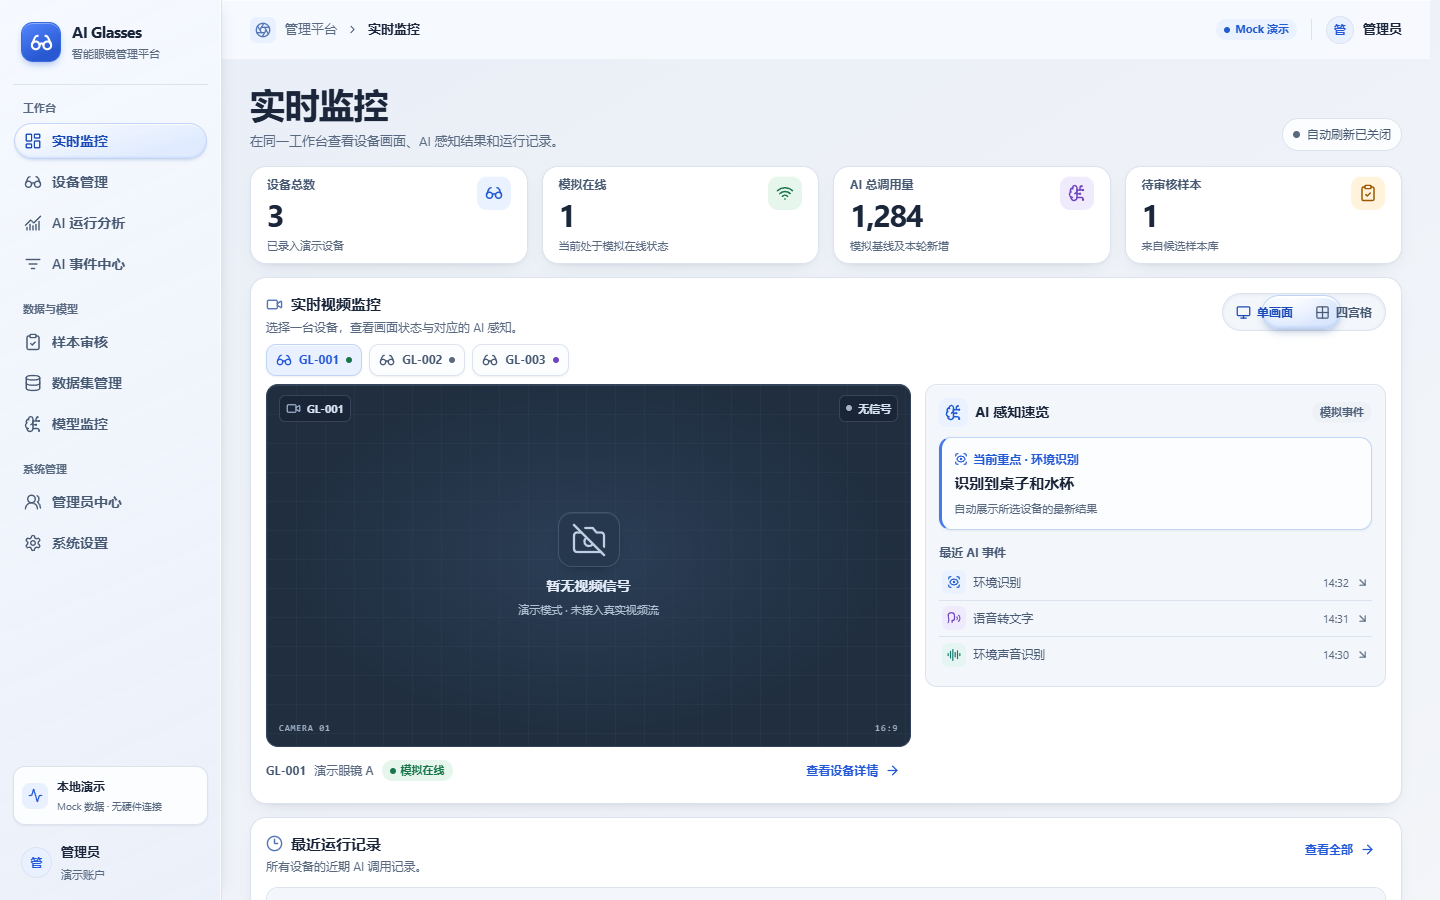 AI Glasses
智能眼镜管理平台
工作台
实时监控
设备管理
AI 运行分析
AI 事件中心
数据与模型
样本审核
数据集管理
模型监控
系统管理
管理员中心
系统设置
本地演示
Mock 数据 · 无硬件连接
管 管理员
演示账户
管理平台 › 实时监控
Mock 演示
管 管理员
实时监控
在同一工作台查看设备画面、AI 感知结果和运行记录。
自动刷新已关闭
设备总数
3
已录入演示设备
模拟在线
1
当前处于模拟在线状态
AI 总调用量
1,284
模拟基线及本轮新增
待审核样本
1
来自候选样本库
实时视频监控
选择一台设备，查看画面状态与对应的 AI 感知。
单画面 四宫格
GL-001 GL-002 GL-003
GL-001 无信号
暂无视频信号
演示模式 · 未接入真实视频流
CAMERA 01 16:9
GL-001 演示眼镜 A 模拟在线
查看设备详情
AI 感知速览 模拟事件
当前重点 · 环境识别
识别到桌子和水杯
自动展示所选设备的最新结果
最近 AI 事件
环境识别 14:32
语音转文字 14:31
环境声音识别 14:30
最近运行记录
所有设备的近期 AI 调用记录。
查看全部